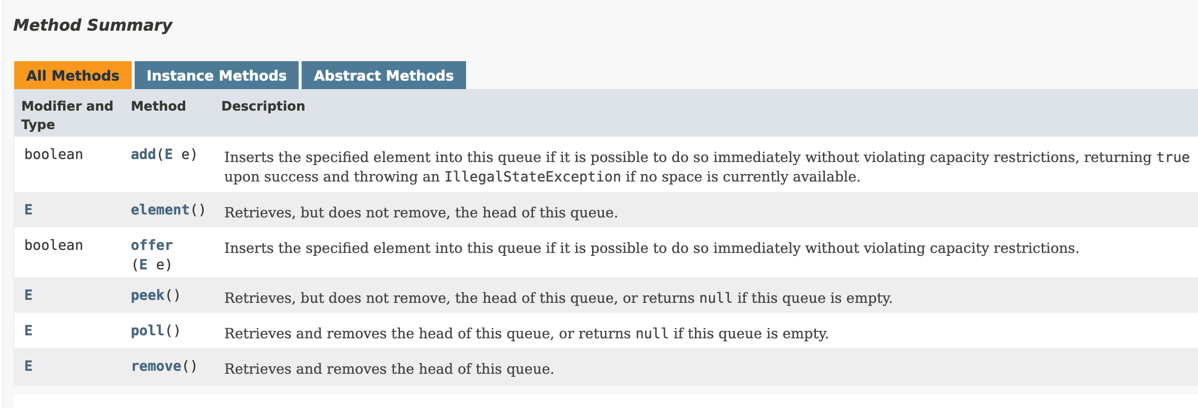 Method Summary
All Methods Instance Methods Abstract Methods
Modifier and Type Method Description
boolean add(E e) Inserts the specified element into this queue if it is possible to do so immediately without violating capacity restrictions, returning true
upon success and throwing an IllegalStateException if no space is currently available.
E element() Retrieves, but does not remove, the head of this queue.
boolean offer(E e) Inserts the specified element into this queue if it is possible to do so immediately without violating capacity restrictions.
E peek() Retrieves, but does not remove, the head of this queue, or returns null if this queue is empty.
E poll() Retrieves and removes the head of this queue, or returns null if this queue is empty.
E remove() Retrieves and removes the head of this queue.